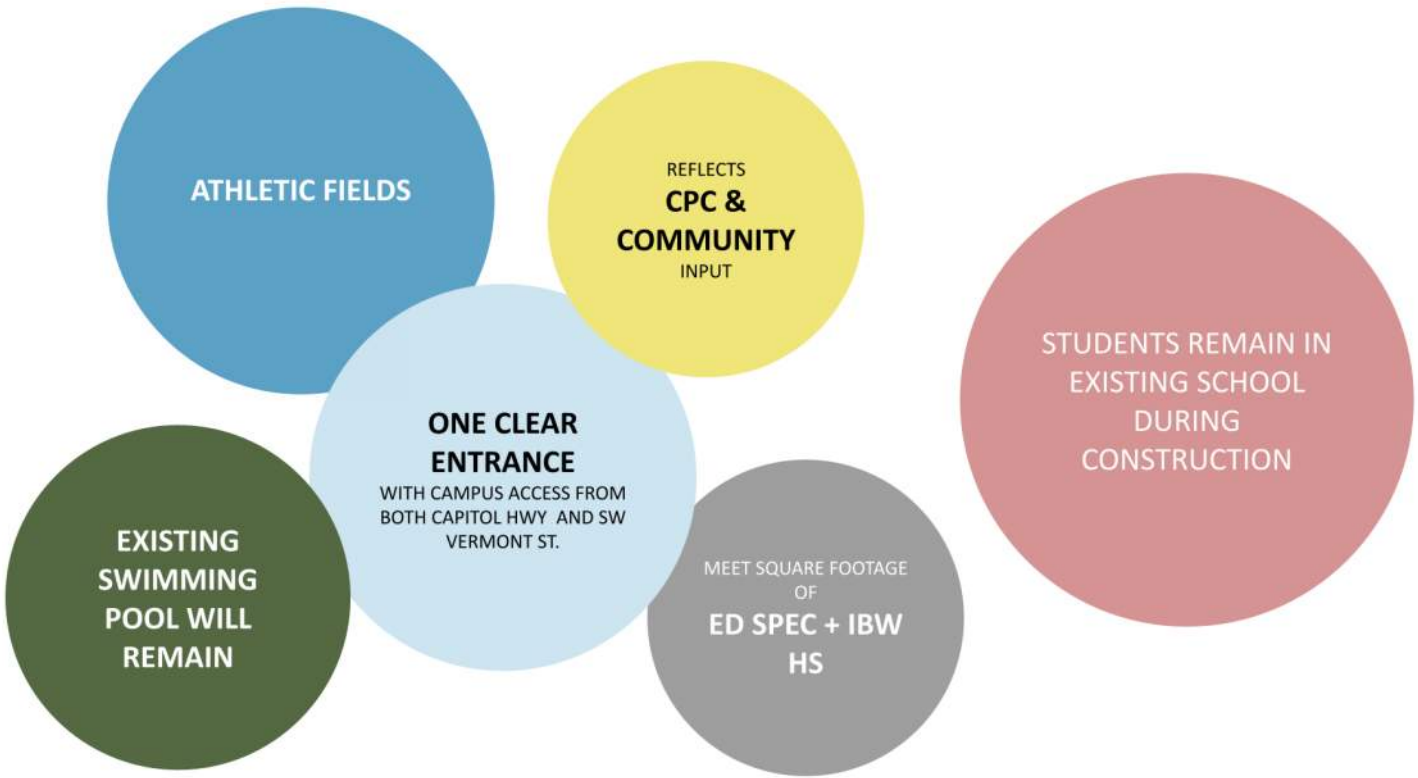 ATHLETIC FIELDS
REFLECTS
CPC &
COMMUNITY
INPUT
STUDENTS REMAIN IN
EXISTING SCHOOL
DURING
CONSTRUCTION
ONE CLEAR
ENTRANCE
WITH CAMPUS ACCESS FROM
BOTH CAPITOL HWY AND SW
VERMONT ST.
EXISTING
SWIMMING
POOL WILL
REMAIN
MEET SQUARE FOOTAGE
OF
ED SPEC + IBW
HS